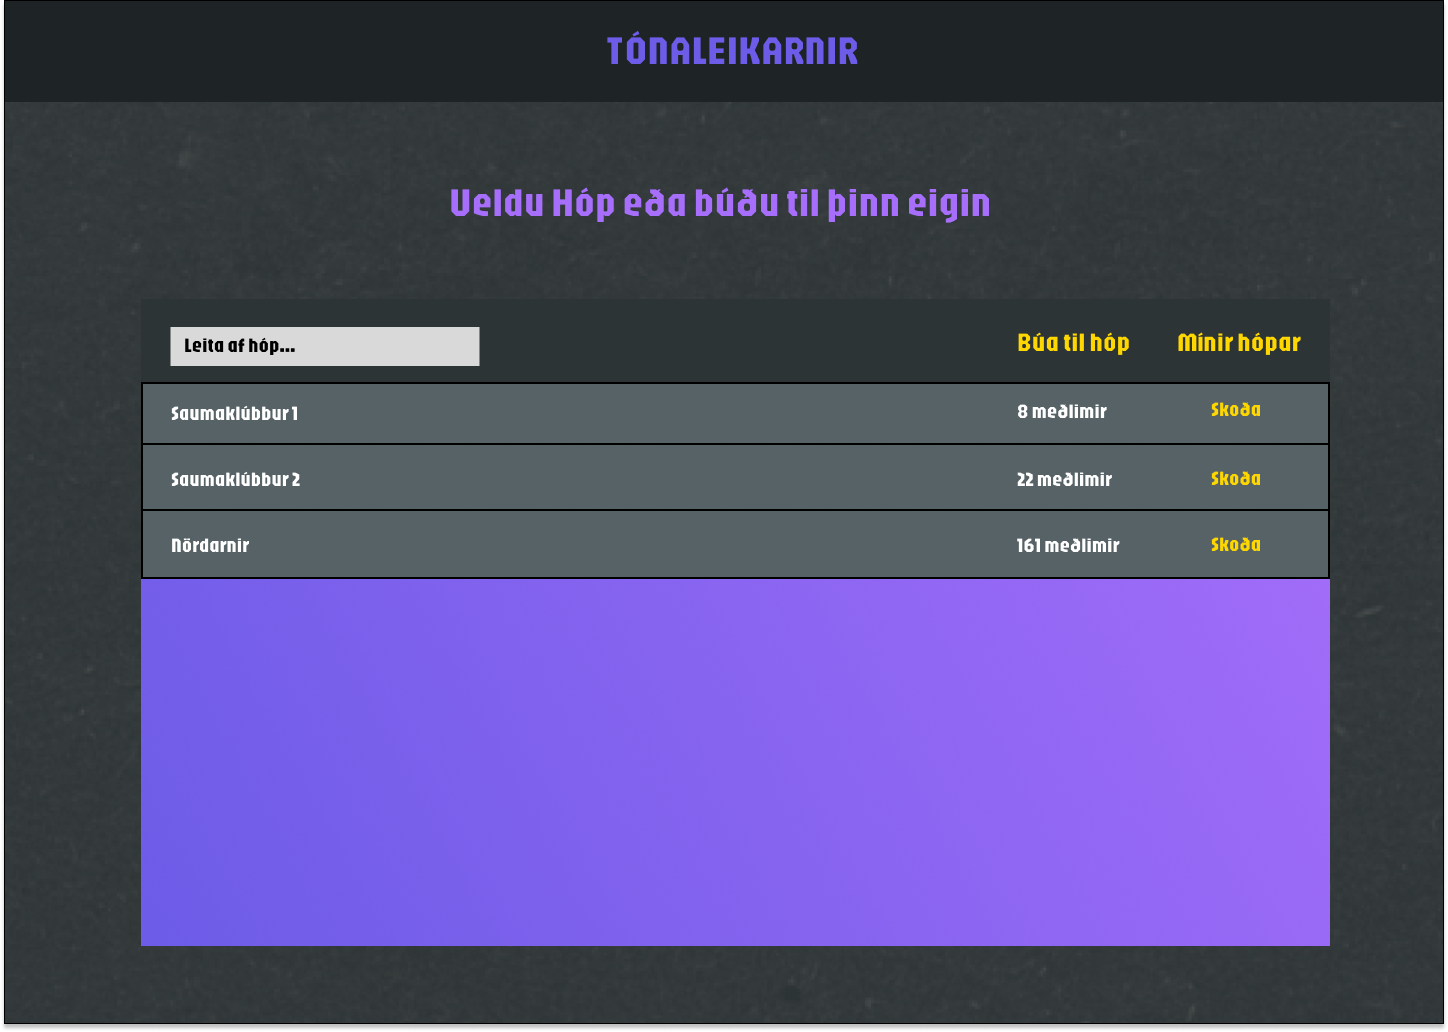 TÓNALEIKARNIR
Veldu Hóp eða búðu til þinn eigin
Leita af hóp... Búa til hóp Mínir hópar
Saumaklúbbur 1 8 meðlimir Skoða
Saumaklúbbur 2 22 meðlimir Skoða
Nördarnir 161 meðlimir Skoða